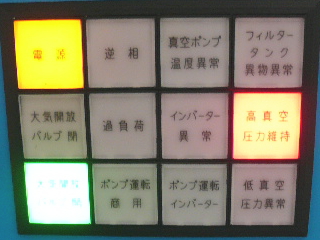 電源
逆相
真空ポンプ
温度異常
フィルター
タンク
異物異常
大気開放
バルブ閉
過負荷
インバーター
異常
高真空
圧力維持
大気開放
ポンプ運転
商用
ポンプ運転
インバーター
低真空
圧力異常